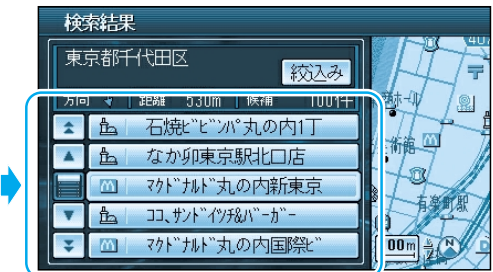 検索結果
東京都千代田区
絞込み
方向 距離 530m 候補 100件
石焼ビビンパ丸の内1丁
なか卯東京駅北口店
マクドナルド丸の内新東京
ココ、サンドイッチ&バーガー
マクドナルド丸の内国際ビ
有楽町駅
00m